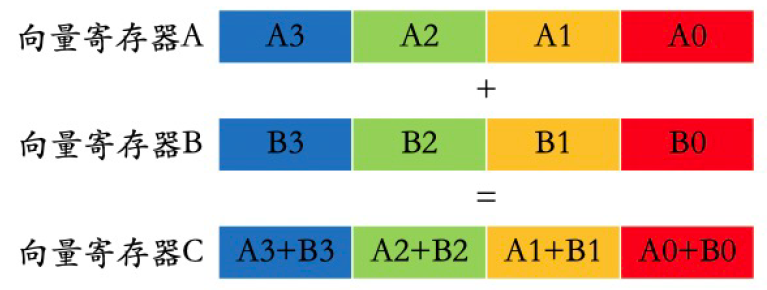 向量寄存器A A3 A2 A1 A0
+
向量寄存器B B3 B2 B1 B0
=
向量寄存器C A3+B3 A2+B2 A1+B1 A0+B0